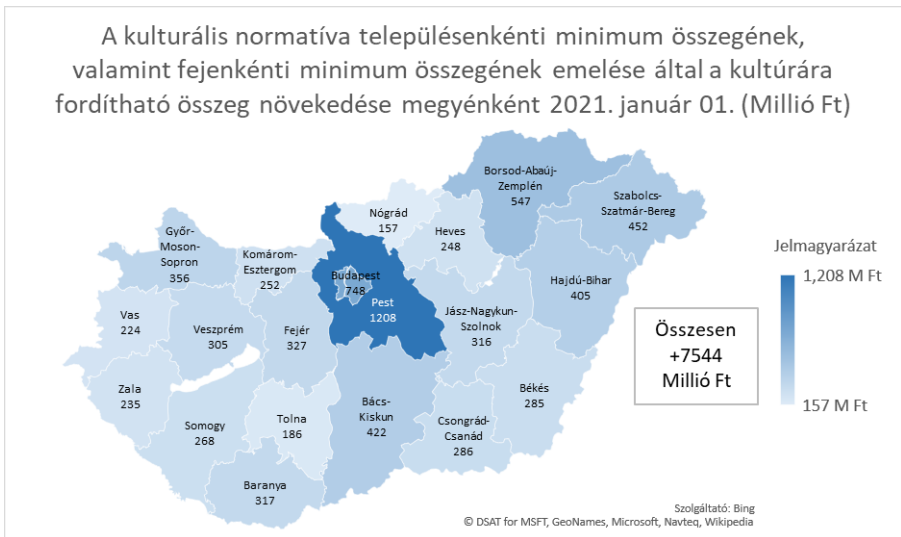 A kulturális normatíva településenkénti minimum összegének,
valamint fejenkénti minimum összegének emelése által a kultúrára
fordítható összeg növekedése megyénként 2021. január 01. (Millió Ft)
Borsod-Abaúj-
Zemplén
547
Szabolcs-
Szatmár-Bereg
452
Nógrád
157
Heves
248
Győr-
Moson-
Sopron
356
Komárom-
Esztergom
252
Budapest
748
Pest
1208
Hajdú-Bihar
405
Jász-Nagykun-
Szolnok
316
Vas
224
Veszprém
305
Fejér
327
Zala
235
Somogy
268
Tolna
186
Bács-
Kiskun
422
Békés
285
Csongrád-
Csanád
286
Baranya
317
Jelmagyarázat
1,208 M Ft
157 M Ft
Összesen
+7544
Millió Ft
Szolgáltató: Bing
© DSAT for MSFT, GeoNames, Microsoft, Navteq, Wikipedia